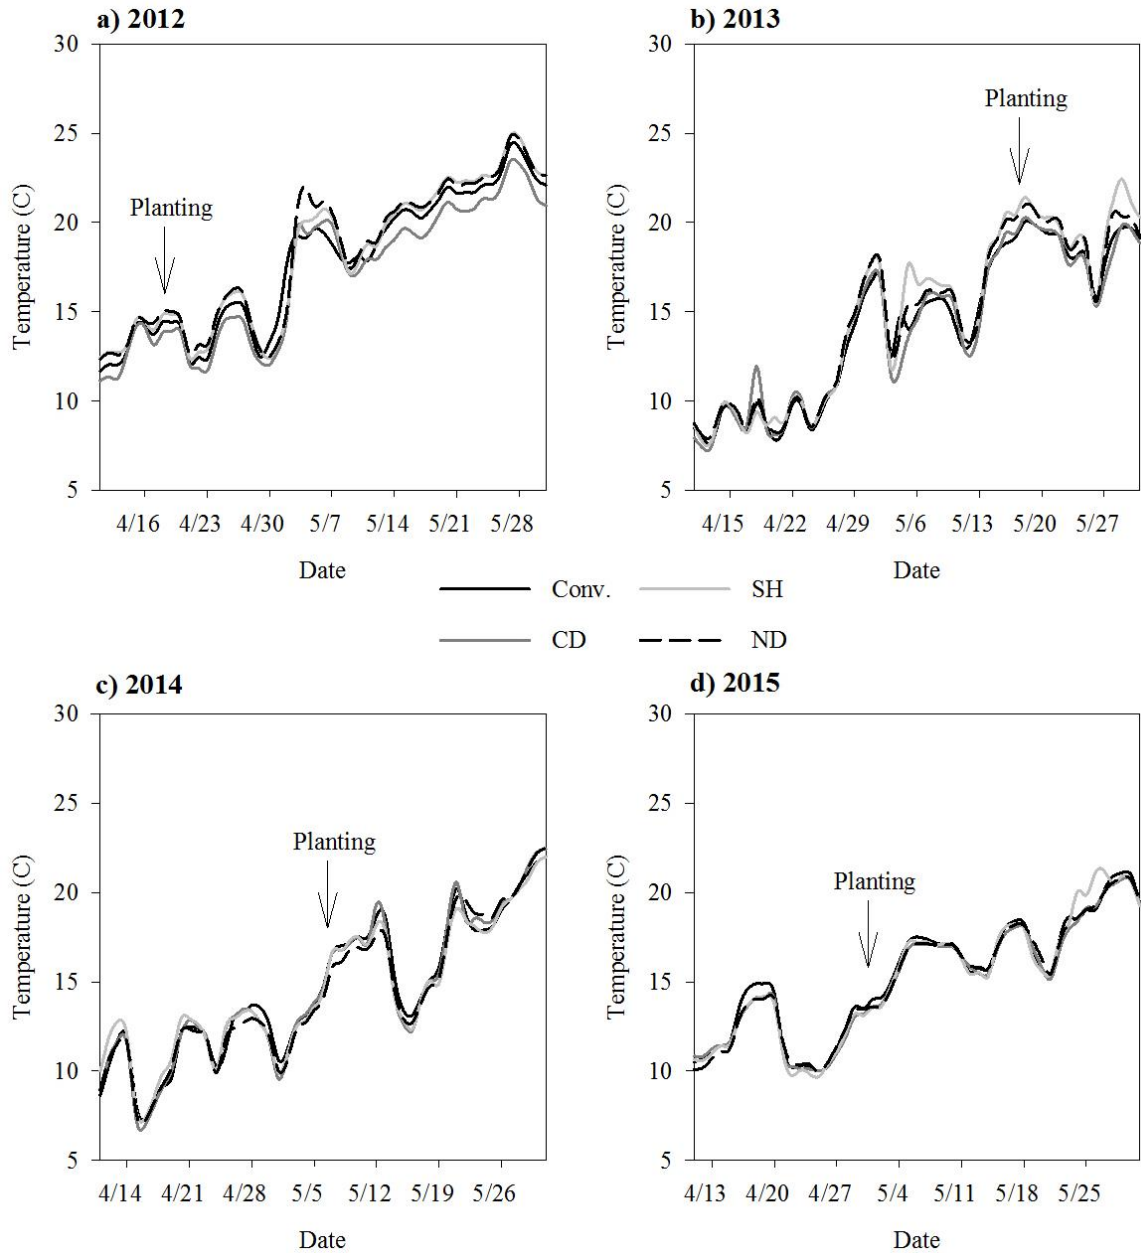 a) 2012
30
25
20
15
10
5
Temperature (C)
Planting
4/16 4/23 4/30 5/7 5/14 5/21 5/28
Date
b) 2013
30
25
20
15
10
5
Temperature (C)
Planting
4/15 4/22 4/29 5/6 5/13 5/20 5/27
Date
Conv. SH
CD ND
c) 2014
30
25
20
15
10
5
Temperature (C)
Planting
4/14 4/21 4/28 5/5 5/12 5/19 5/26
Date
d) 2015
30
25
20
15
10
5
Temperature (C)
Planting
4/13 4/20 4/27 5/4 5/11 5/18 5/25
Date